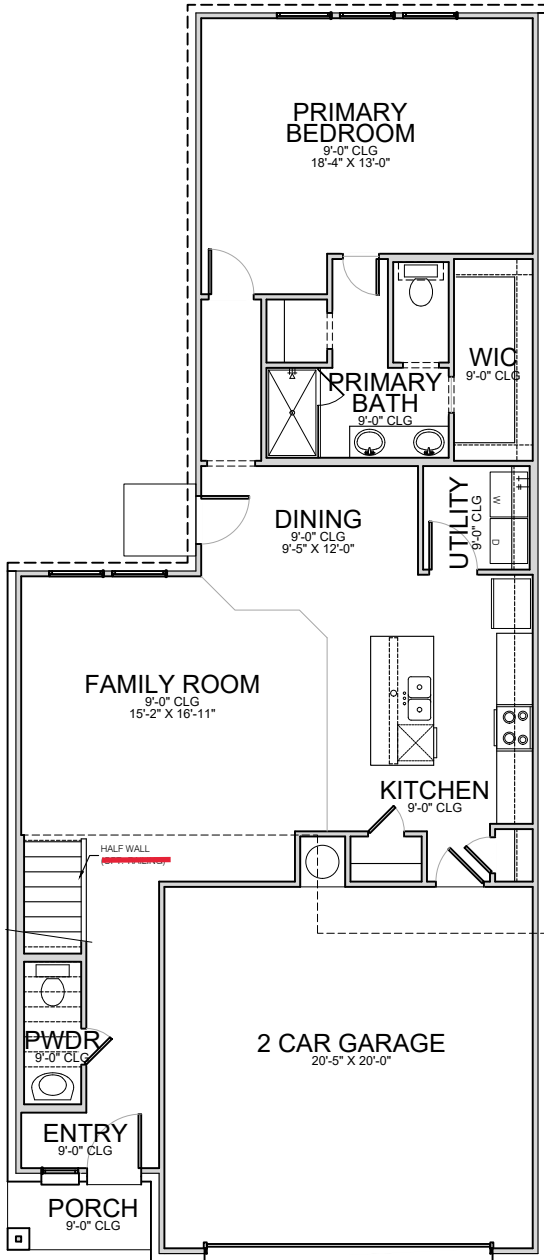 PRIMARY
BEDROOM
9'-0" CLG
18'-4" X 13'-0"
WIC
9'-0" CLG
PRIMARY
BATH
9'-0" CLG
DINING
9'-0" CLG
9'-5" X 12'-0"
UTILITY
9'-0" CLG
W
D
FAMILY ROOM
9'-0" CLG
15'-2" X 16'-11"
KITCHEN
9'-0" CLG
HALF WALL
PWDR
9'-0" CLG
2 CAR GARAGE
20'-5" X 20'-0"
ENTRY
9'-0" CLG
PORCH
9'-0" CLG